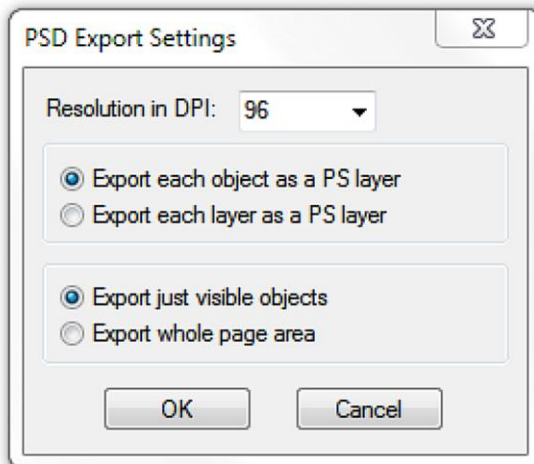 PSD Export Settings
Resolution in DPI: 96
Export each object as a PS layer
Export each layer as a PS layer
Export just visible objects
Export whole page area
OK Cancel